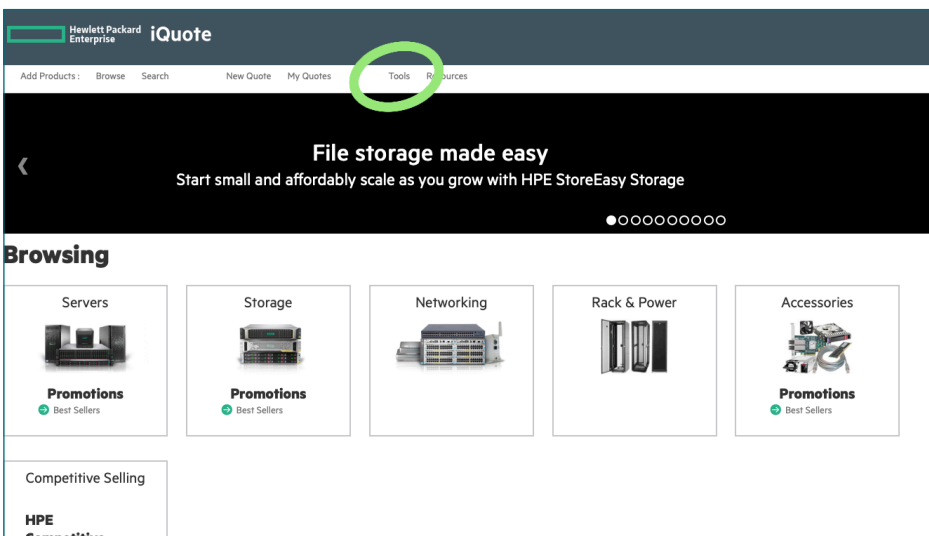 Hewlett Packard
Enterprise
iQuote
Add Products : Browse Search New Quote My Quotes Tools Resources
File storage made easy
Start small and affordably scale as you grow with HPE StoreEasy Storage
Browsing
Servers Storage Networking Rack & Power Accessories
Promotions Promotions Promotions
Best Sellers Best Sellers Best Sellers
Competitive Selling
HPE
Competitive